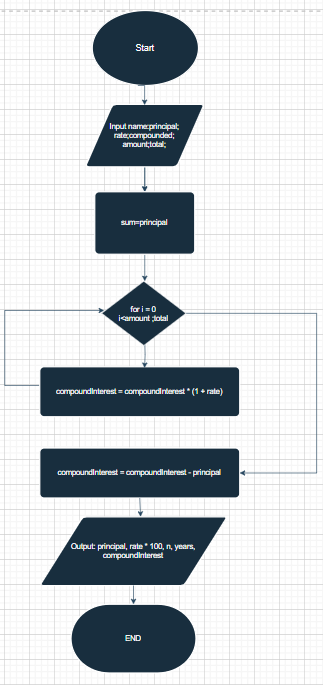 Start
Input name:principal;
rate;compounded;
amount;total;
sum=principal
for i = 0
i<amount ;total
compoundInterest = compoundInterest * (1 + rate)
compoundInterest = compoundInterest - principal
Output: principal, rate * 100, n, years,
compoundInterest
END